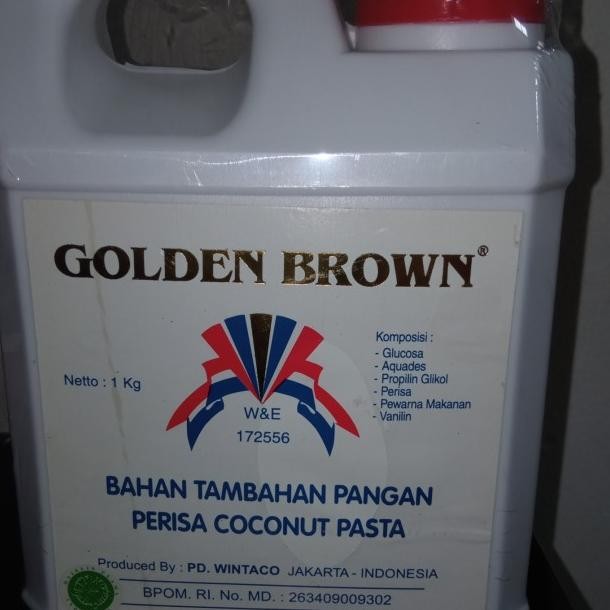 GOLDEN BROWN®
Netto : 1 Kg
W&E
172556
Komposisi :
- Glucosa
- Aquades
- Propilin Glikol
- Perisa
- Pewarna Makanan
- Vanilin
BAHAN TAMBAHAN PANGAN
PERISA COCONUT PASTA
Produced By : PD. WINTACO JAKARTA - INDONESIA
BPOM. RI. No. MD. : 263409009302